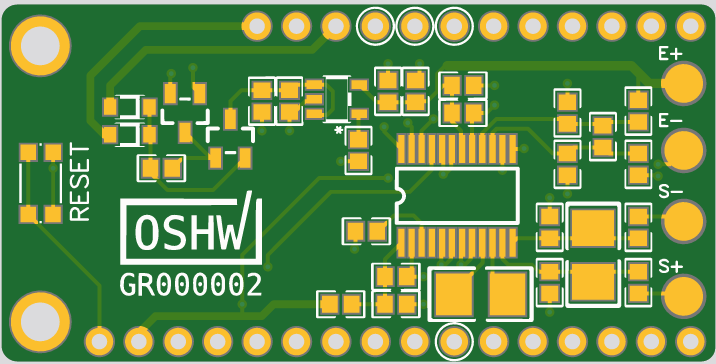 E+
E-
RESET
S-
OSHW
S+
GR000002
*